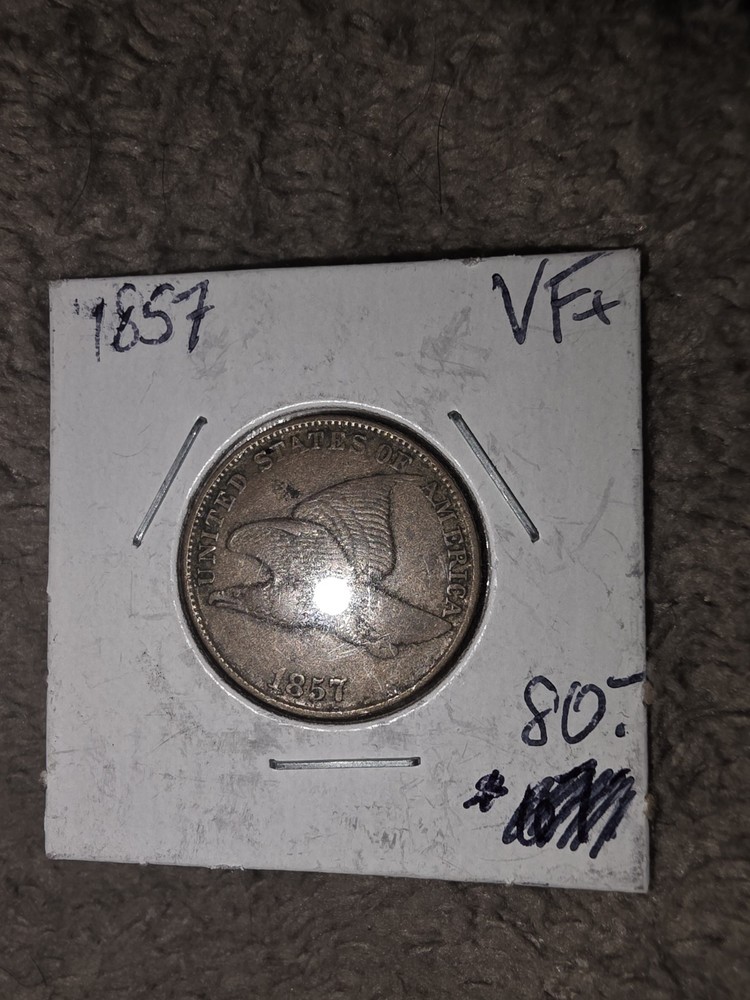 1857
VF+
UNITED STATES OF AMERICA
1857
80.-
$